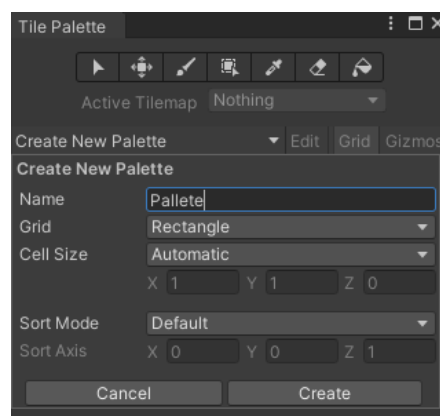 Tile Palette
Active Tilemap Nothing
Create New Palette Edit Grid Gizmos
Create New Palette
Name Pallete
Grid Rectangle
Cell Size Automatic
X 1 Y 1 Z 0
Sort Mode Default
Sort Axis X 0 Y 0 Z 1
Cancel Create